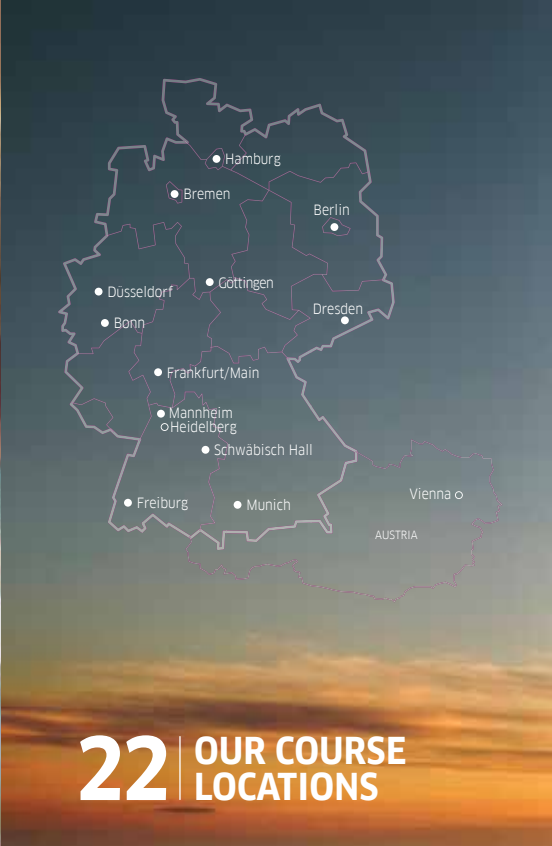 Hamburg
Bremen
Berlin
Göttingen
Düsseldorf
Dresden
Bonn
Frankfurt/Main
Mannheim
Heidelberg
Schwäbisch Hall
Vienna
Freiburg
Munich
AUSTRIA
22
OUR COURSE
LOCATIONS